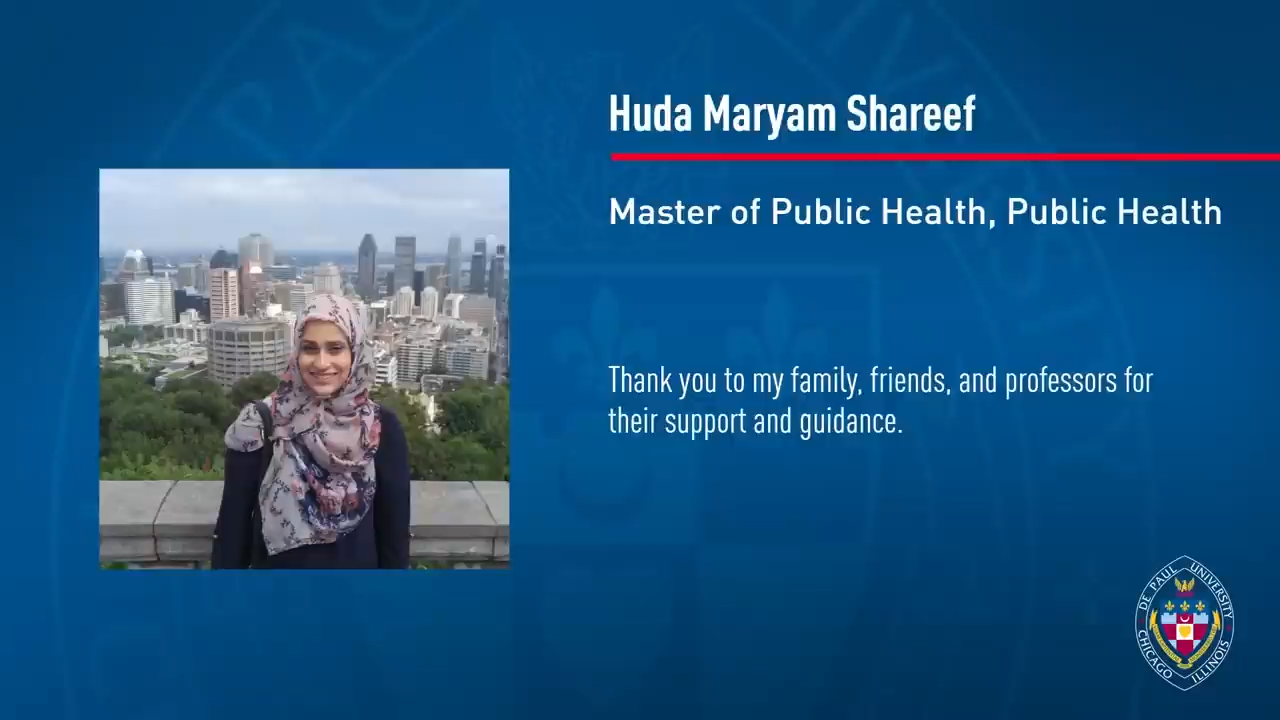 Huda Maryam Shareef
Master of Public Health, Public Health
Thank you to my family, friends, and professors for
their support and guidance.
DE PAUL UNIVERSITY
CHICAGO ILLINOIS